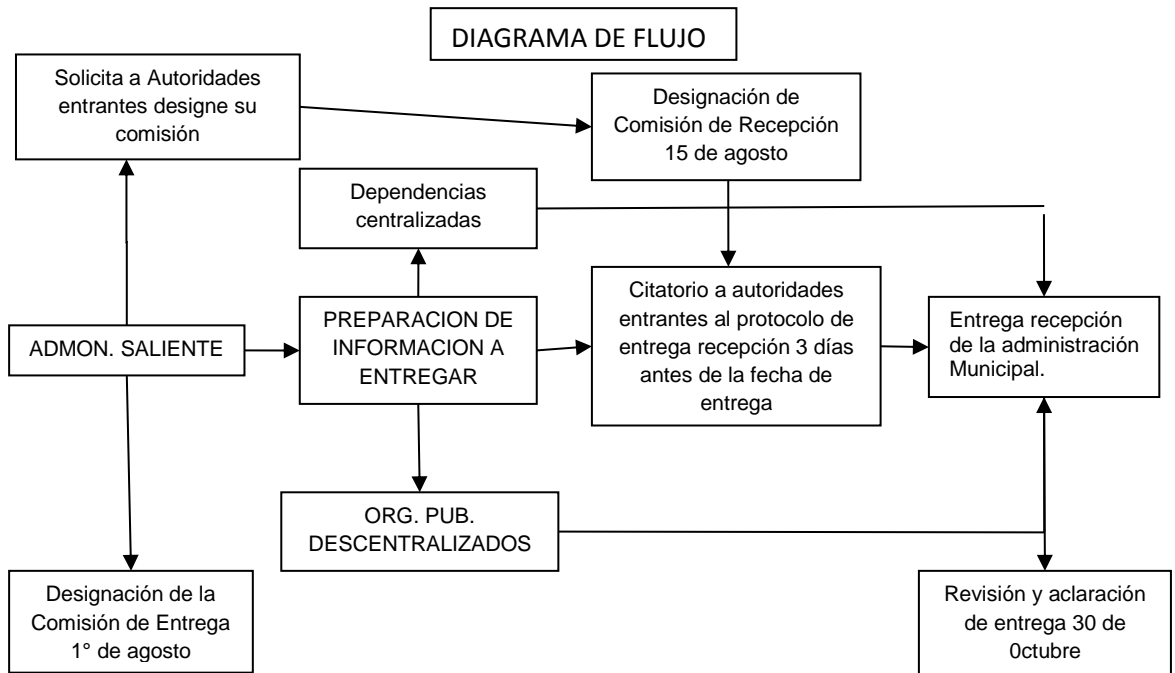 DIAGRAMA DE FLUJO
Solicita a Autoridades
entrantes designe su
comisión
Designación de
Comisión de Recepción
15 de agosto
Dependencias
centralizadas
ADMON. SALIENTE
PREPARACION DE
INFORMACION A
ENTREGAR
Citatorio a autoridades
entrantes al protocolo de
entrega recepción 3 días
antes de la fecha de
entrega
Entrega recepción
de la administración
Municipal.
ORG. PUB.
DESCENTRALIZADOS
Designación de la
Comisión de Entrega
1° de agosto
Revisión y aclaración
de entrega 30 de
0ctubre